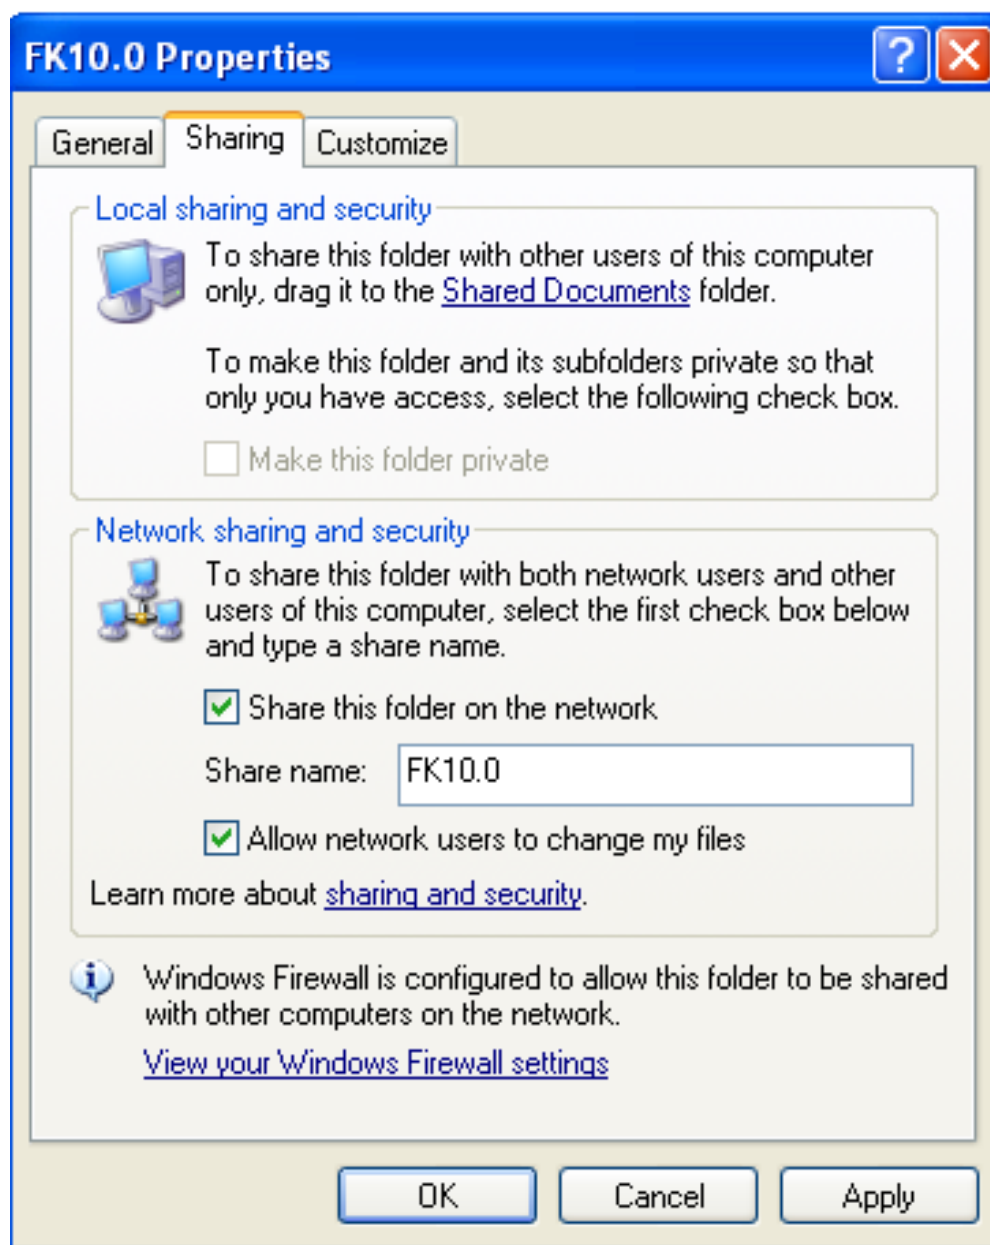 FK10.0 Properties
General Sharing Customize
Local sharing and security
To share this folder with other users of this computer
only, drag it to the Shared Documents folder.
To make this folder and its subfolders private so that
only you have access, select the following check box.
Make this folder private
Network sharing and security
To share this folder with both network users and other
users of this computer, select the first check box below
and type a share name.
Share this folder on the network
Share name: FK10.0
Allow network users to change my files
Learn more about sharing and security.
Windows Firewall is configured to allow this folder to be shared
with other computers on the network.
View your Windows Firewall settings
OK Cancel Apply